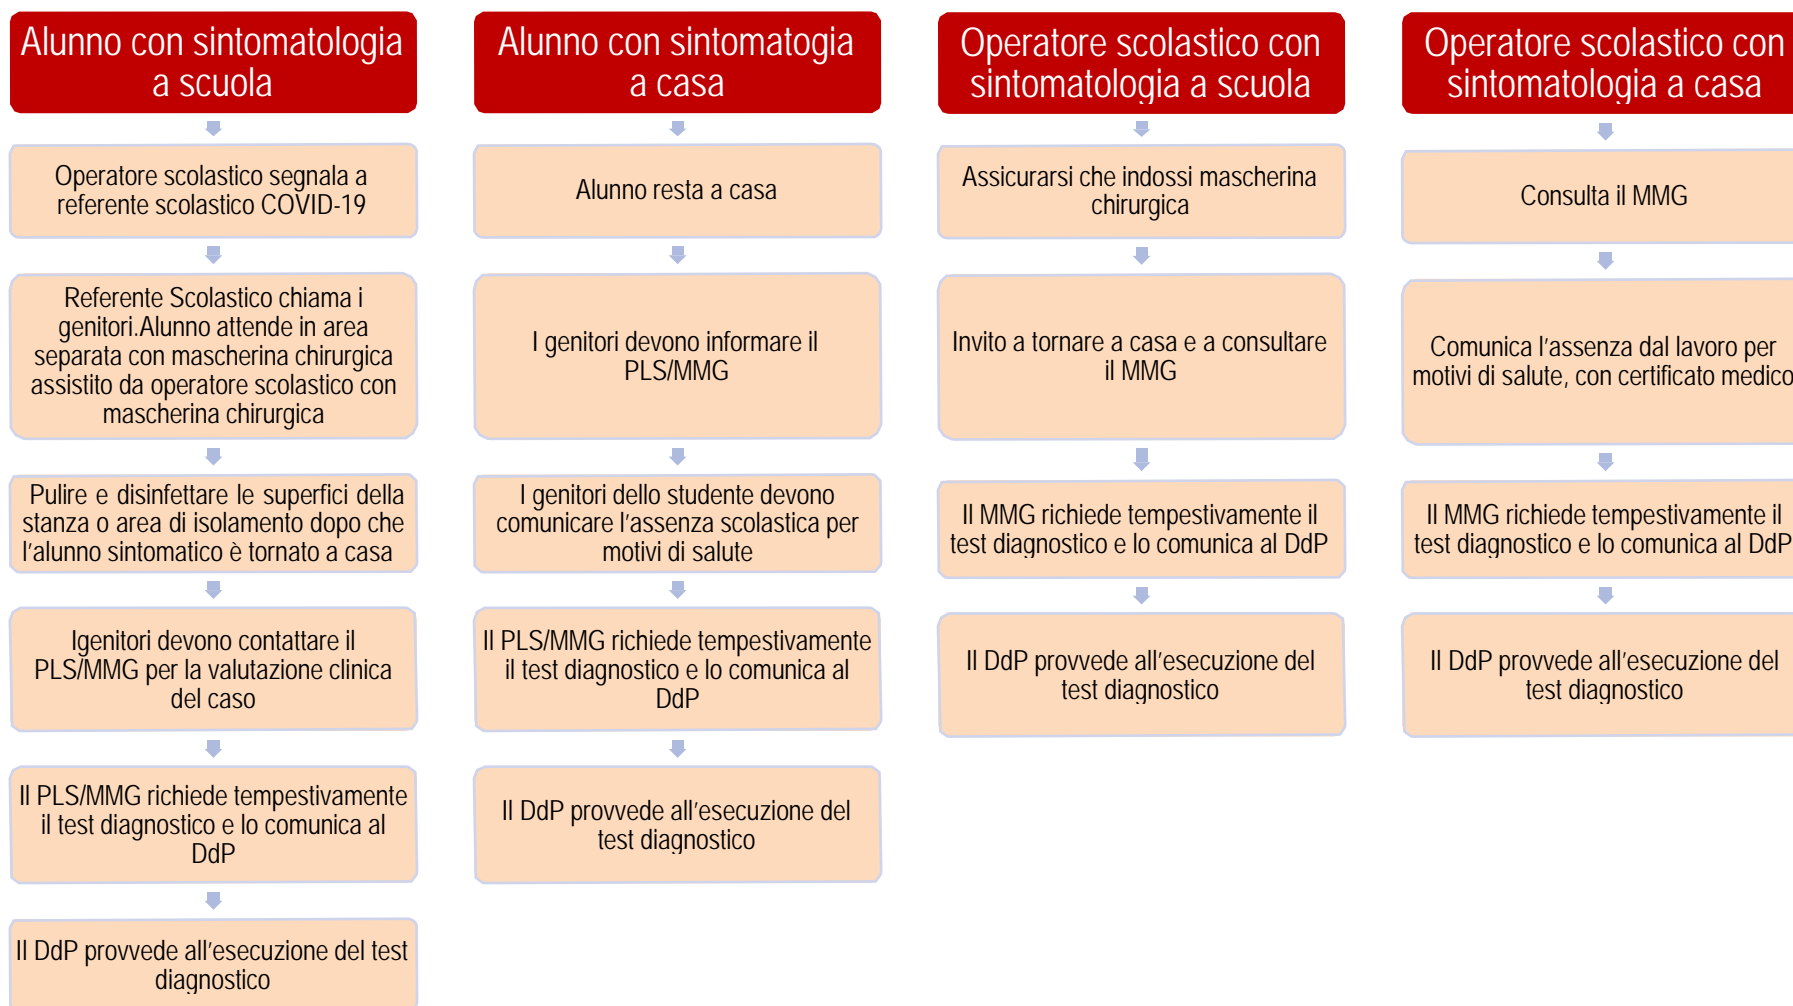 Alunno con sintomatologia
a scuola
Operatore scolastico segnala a
referente scolastico COVID-19
Referente Scolastico chiama i
genitori.Alunno attende in area
separata con mascherina chirurgica
assistito da operatore scolastico con
mascherina chirurgica
Pulire e disinfettare le superfici della
stanza o area di isolamento dopo che
l'alunno sintomatico è tornato a casa
Igenitori devono contattare il
PLS/MMG per la valutazione clinica
del caso
Il PLS/MMG richiede tempestivamente
il test diagnostico e lo comunica al
DdP
Il DdP provvede all'esecuzione del test
diagnostico
Alunno con sintomatogia
a casa
Alunno resta a casa
I genitori devono informare il
PLS/MMG
I genitori dello studente devono
comunicare l'assenza scolastica per
motivi di salute
Il PLS/MMG richiede tempestivamente
il test diagnostico e lo comunica al
DdP
Il DdP provvede all'esecuzione del
test diagnostico
Operatore scolastico con
sintomatologia a scuola
Assicurarsi che indossi mascherina
chirurgica
Invito a tornare a casa e a consultare
il MMG
Il MMG richiede tempestivamente il
test diagnostico e lo comunica al DdP
Il DdP provvede all'esecuzione del
test diagnostico
Operatore scolastico con
sintomatologia a casa
Consulta il MMG
Comunica l'assenza dal lavoro per
motivi di salute, con certificato medico
Il MMG richiede tempestivamente il
test diagnostico e lo comunica al DdP
Il DdP provvede all'esecuzione del
test diagnostico